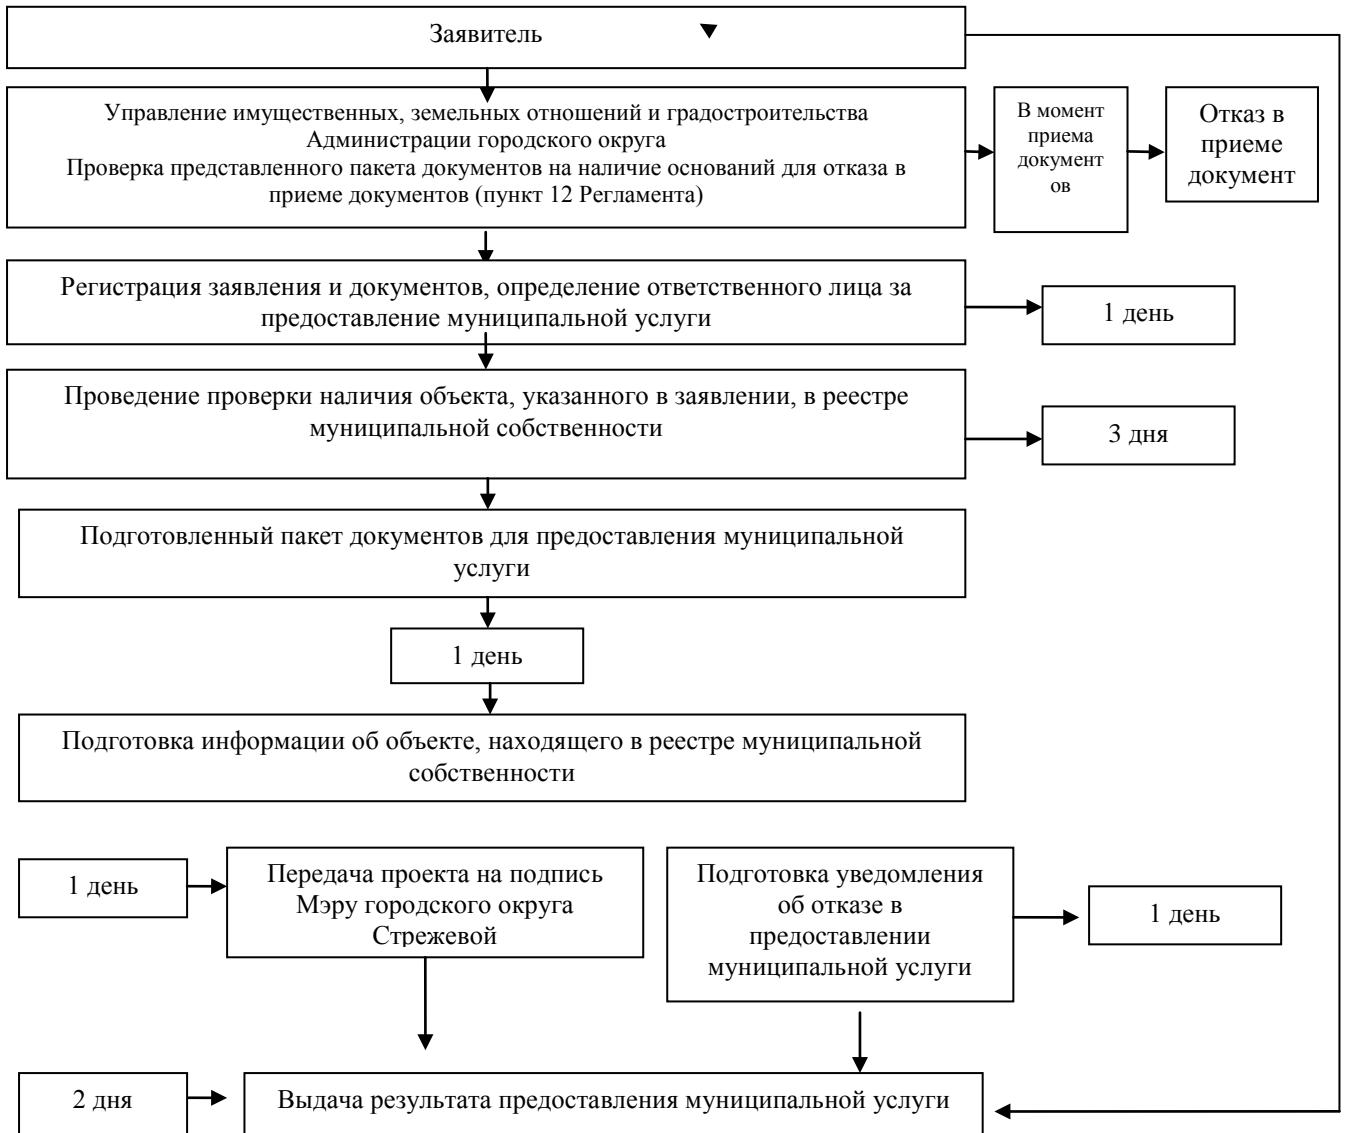 Заявитель
Управление имущественных, земельных отношений и градостроительства
Администрации городского округа
Проверка представленного пакета документов на наличие оснований для отказа в
приеме документов (пункт 12 Регламента)
В момент
приема
документ
ов
Отказ в
приеме
документ
Регистрация заявления и документов, определение ответственного лица за
предоставление муниципальной услуги
1 день
Проведение проверки наличия объекта, указанного в заявлении, в реестре
муниципальной собственности
3 дня
Подготовленный пакет документов для предоставления муниципальной
услуги
1 день
Подготовка информации об объекте, находящего в реестре муниципальной
собственности
1 день
Передача проекта на подпись
Мэру городского округа
Стрежевой
Подготовка уведомления
об отказе в
предоставлении
муниципальной услуги
1 день
2 дня
Выдача результата предоставления муниципальной услуги